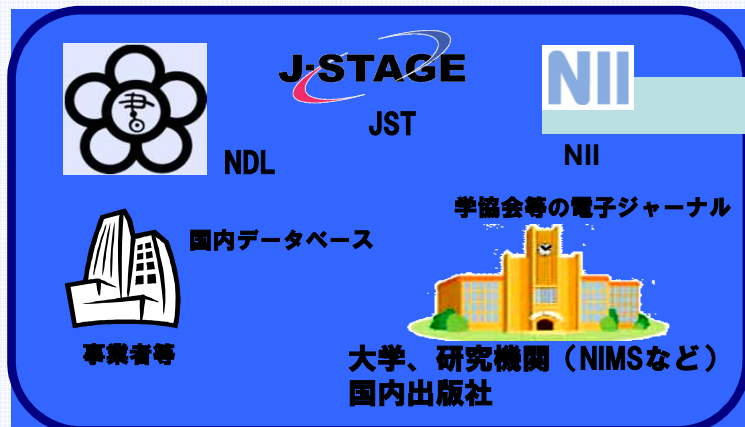 書
J-STAGE
NII
JST
NDL
NII
学協会等の電子ジャーナル
国内データベース
事業者等
大学、研究機関(NIMSなど)
国内出版社